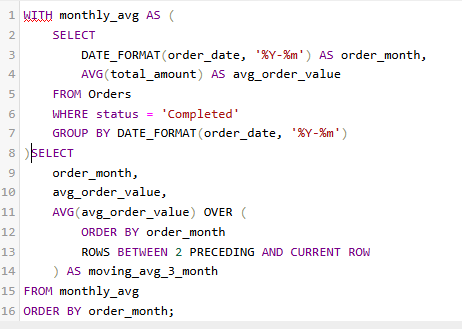 1 WITH monthly_avg AS (
2     SELECT
3         DATE_FORMAT(order_date, '%Y-%m') AS order_month,
4         AVG(total_amount) AS avg_order_value
5     FROM Orders
6     WHERE status = 'Completed'
7     GROUP BY DATE_FORMAT(order_date, '%Y-%m')
8 )SELECT
9     order_month,
10     avg_order_value,
11     AVG(avg_order_value) OVER (
12         ORDER BY order_month
13         ROWS BETWEEN 2 PRECEDING AND CURRENT ROW
14     ) AS moving_avg_3_month
15 FROM monthly_avg
16 ORDER BY order_month;